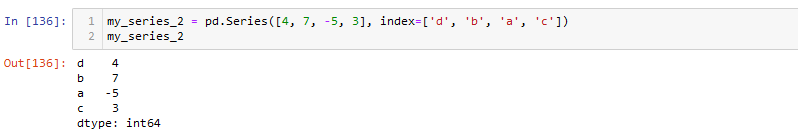 In [136]: 1 my_series_2 = pd.Series([4, 7, -5, 3], index=['d', 'b', 'a', 'c'])
2 my_series_2
Out[136]: d 4
b 7
a -5
c 3
dtype: int64